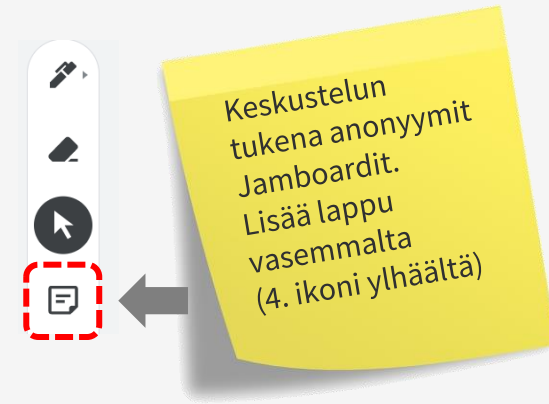 Keskustelun
tukena anonyymit
Jamboardit.
Lisää lappu
vasemmalta
(4. ikoni ylhäältä)